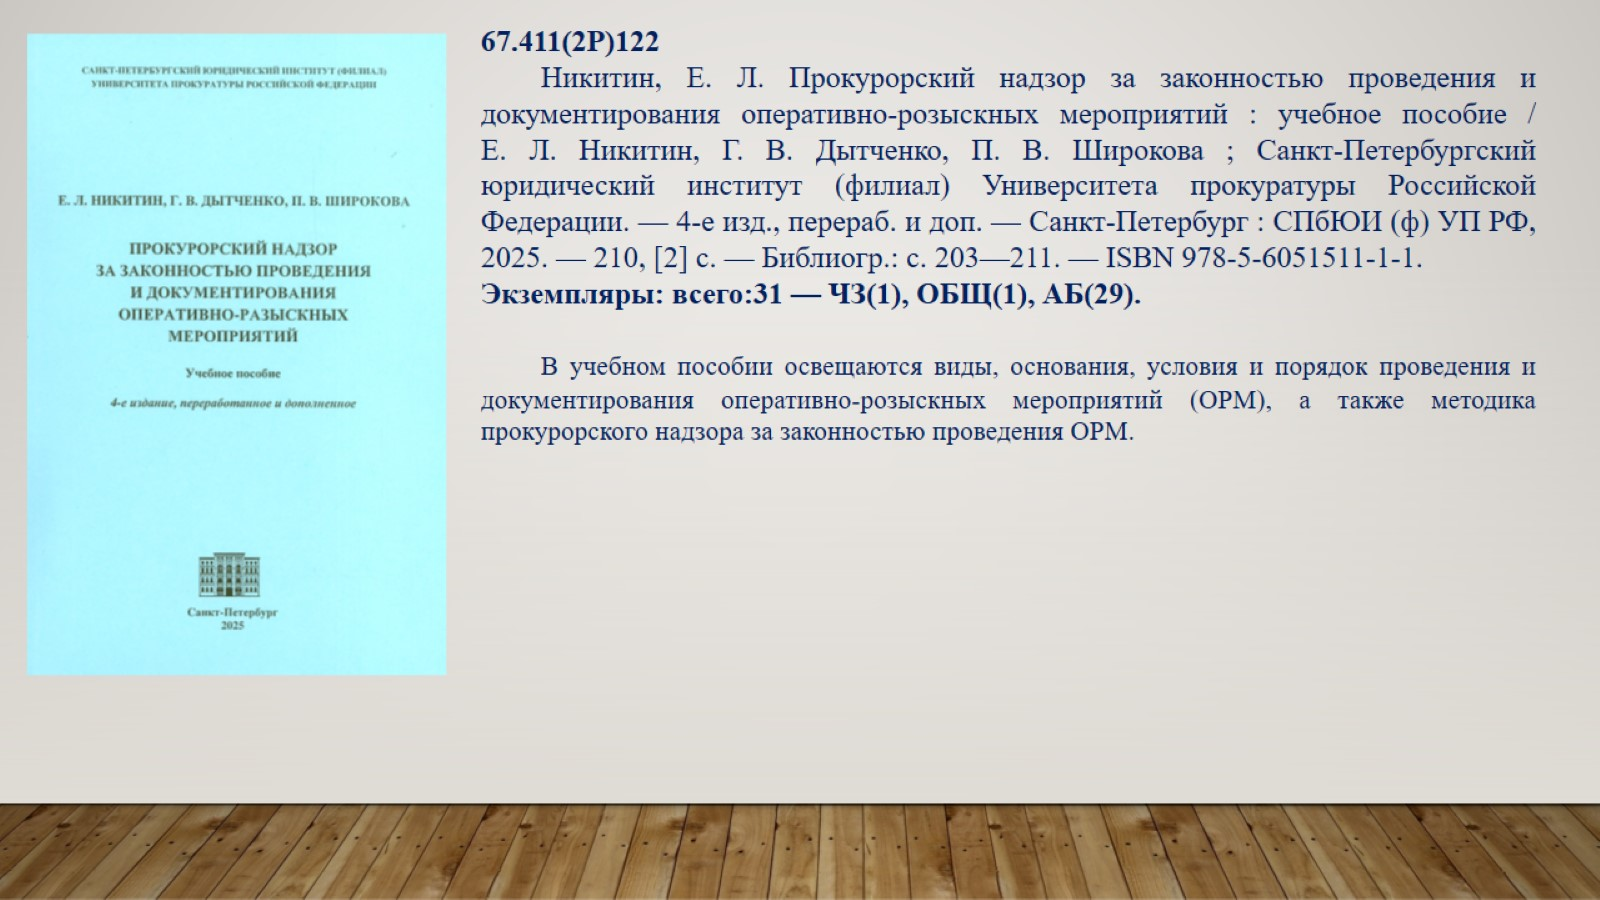 САНКТ-ПЕТЕРБУРГСКИЙ ЮРИДИЧЕСКИЙ ИНСТИТУТ (ФИЛИАЛ)
УНИВЕРСИТЕТА ПРОКУРАТУРЫ РОССИЙСКОЙ ФЕДЕРАЦИИ
Е. Л. НИКИТИН, Г. В. ДЫТЧЕНКО, П. В. ШИРОКОВА
ПРОКУРОРСКИЙ НАДЗОР
ЗА ЗАКОННОСТЬЮ ПРОВЕДЕНИЯ
И ДОКУМЕНТИРОВАНИЯ
ОПЕРАТИВНО-РАЗЫСКНЫХ
МЕРОПРИЯТИЙ
Учебное пособие
4-е издание, переработанное и дополненное
Санкт-Петербург
2025
67.411(2Р)122
Никитин, Е. Л. Прокурорский надзор за законностью проведения и
документирования оперативно-розыскных мероприятий : учебное пособие /
Е. Л. Никитин, Г. В. Дытченко, П. В. Широкова ; Санкт-Петербургский
юридический институт (филиал) Университета прокуратуры Российской
Федерации. — 4-е изд., перераб. и доп. — Санкт-Петербург : СПбЮИ (ф) УП РФ,
2025. — 210, [2] с. — Библиогр.: с. 203—211. — ISBN 978-5-6051511-1-1.
Экземпляры: всего:31 — ЧЗ(1), ОБЩ(1), АБ(29).
В учебном пособии освещаются виды, основания, условия и порядок проведения и
документирования оперативно-розыскных мероприятий (ОРМ), а также методика
прокурорского надзора за законностью проведения ОРМ.